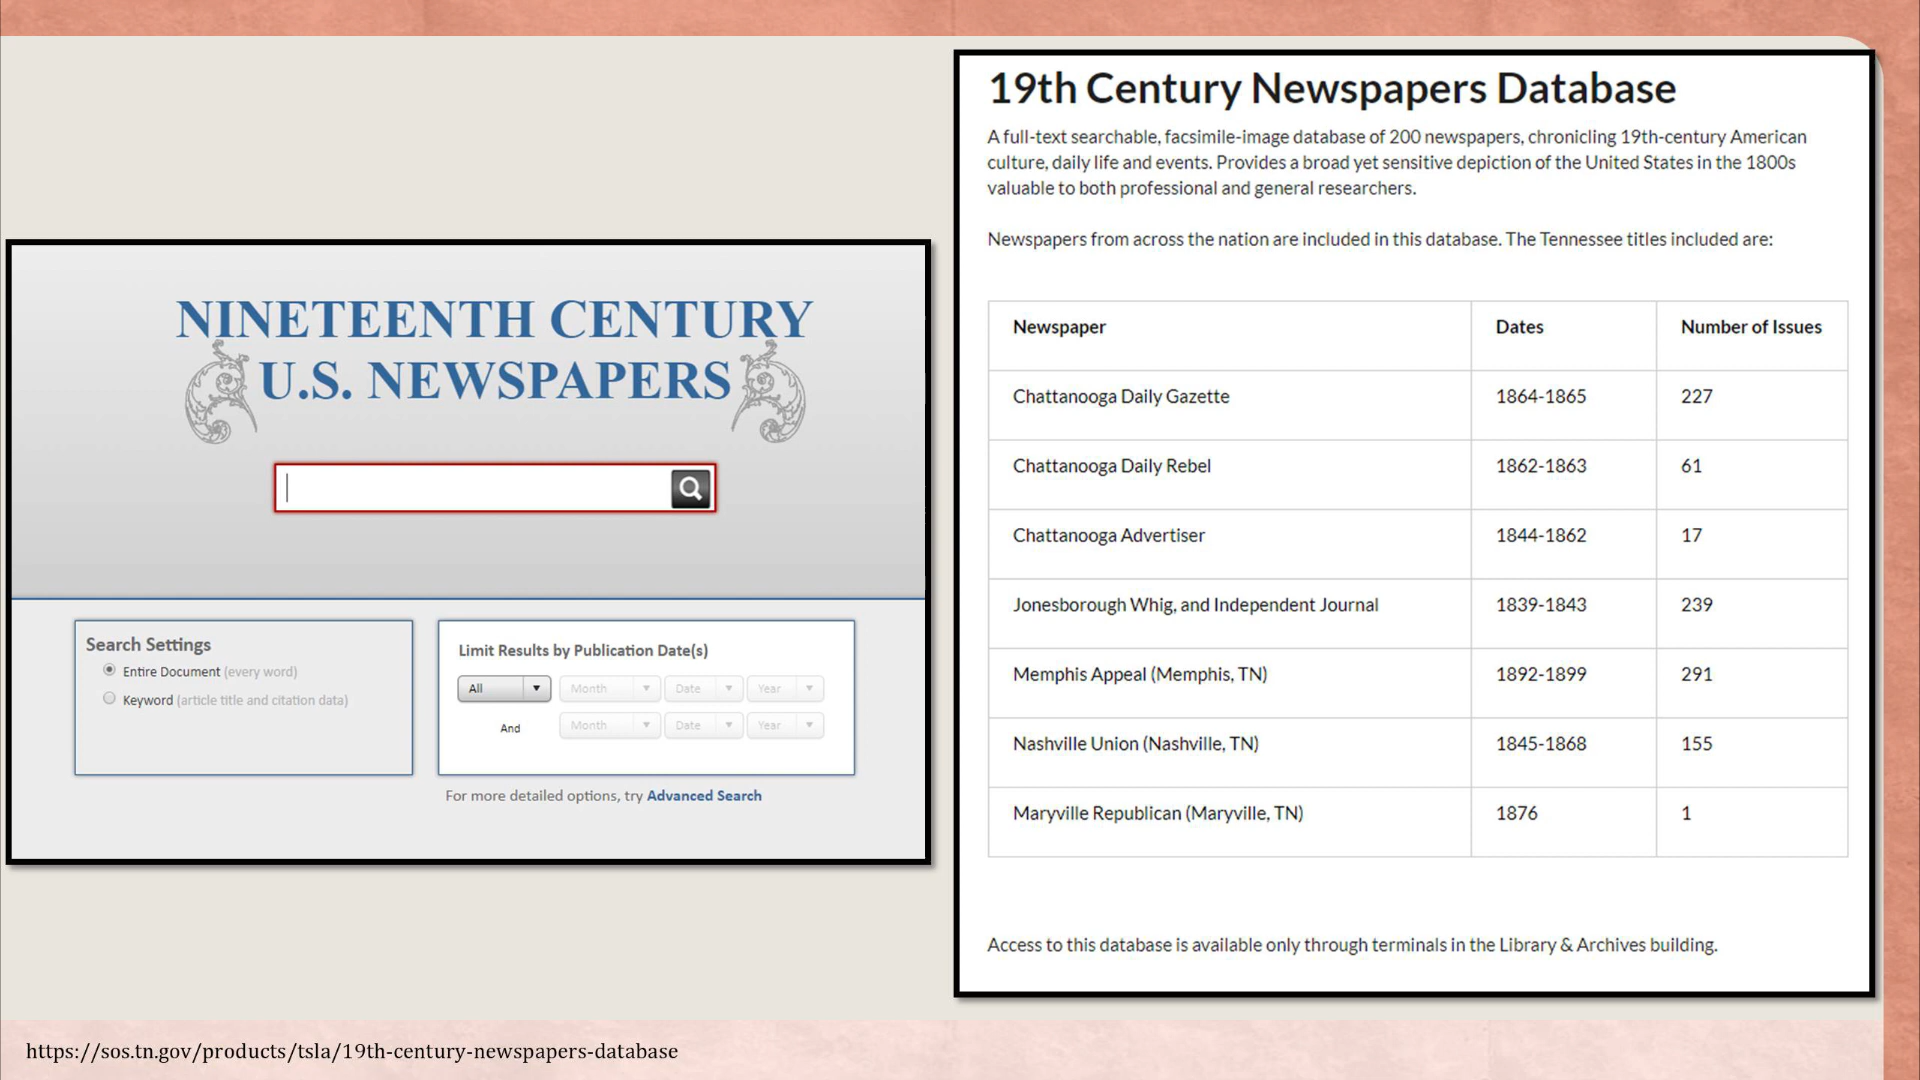 NINETEENTH CENTURY
U.S. NEWSPAPERS
Search Settings
Entire Document (every word)
Keyword (article title and citation data)
Limit Results by Publication Date(s)
All Month Date Year
And Month Date Year
For more detailed options, try Advanced Search
19th Century Newspapers Database
A full-text searchable, facsimile-image database of 200 newspapers, chronicling 19th-century American
culture, daily life and events. Provides a broad yet sensitive depiction of the United States in the 1800s
valuable to both professional and general researchers.
Newspapers from across the nation are included in this database. The Tennessee titles included are:
Newspaper Dates Number of Issues
Chattanooga Daily Gazette 1864-1865 227
Chattanooga Daily Rebel 1862-1863 61
Chattanooga Advertiser 1844-1862 17
Jonesborough Whig, and Independent Journal 1839-1843 239
Memphis Appeal (Memphis, TN) 1892-1899 291
Nashville Union (Nashville, TN) 1845-1868 155
Maryville Republican (Maryville, TN) 1876 1
Access to this database is available only through terminals in the Library & Archives building.
https://sos.tn.gov/products/tsla/19th-century-newspapers-database